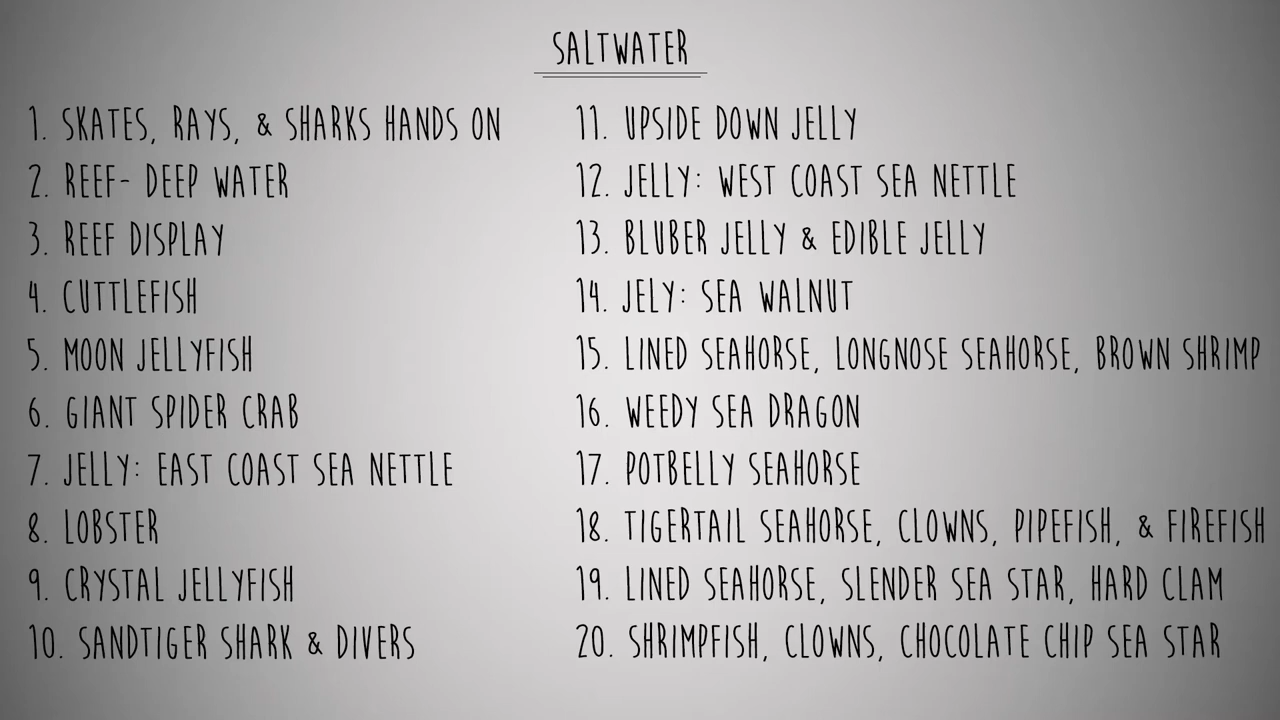 SALTWATER
1. SKATES, RAYS, & SHARKS HANDS ON
2. REEF- DEEP WATER
3. REEF DISPLAY
4. CUTTLEFISH
5. MOON JELLYFISH
6. GIANT SPIDER CRAB
7. JELLY: EAST COAST SEA NETTLE
8. LOBSTER
9. CRYSTAL JELLYFISH
10. SANDTIGER SHARK & DIVERS
11. UPSIDE DOWN JELLY
12. JELLY: WEST COAST SEA NETTLE
13. BLUBER JELLY & EDIBLE JELLY
14. JELY: SEA WALNUT
15. LINED SEAHORSE, LONGNOSE SEAHORSE, BROWN SHRIMP
16. WEEDY SEA DRAGON
17. POTBELLY SEAHORSE
18. TIGERTAIL SEAHORSE, CLOWNS, PIPEFISH, & FIREFISH
19. LINED SEAHORSE, SLENDER SEA STAR, HARD CLAM
20. SHRIMPFISH, CLOWNS, CHOCOLATE CHIP SEA STAR